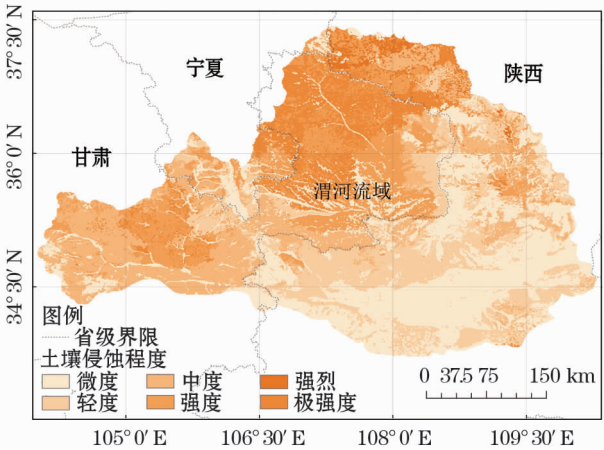 37°30′N
36°0′N
34°30′N
宁夏
陕西
甘肃
渭河流域
图例
省级界限
土壤侵蚀程度
微度 中度 强烈
轻度 强度 极强度
0 37.5 75 150 km
105°0′E 106°30′E 108°0′E 109°30′E